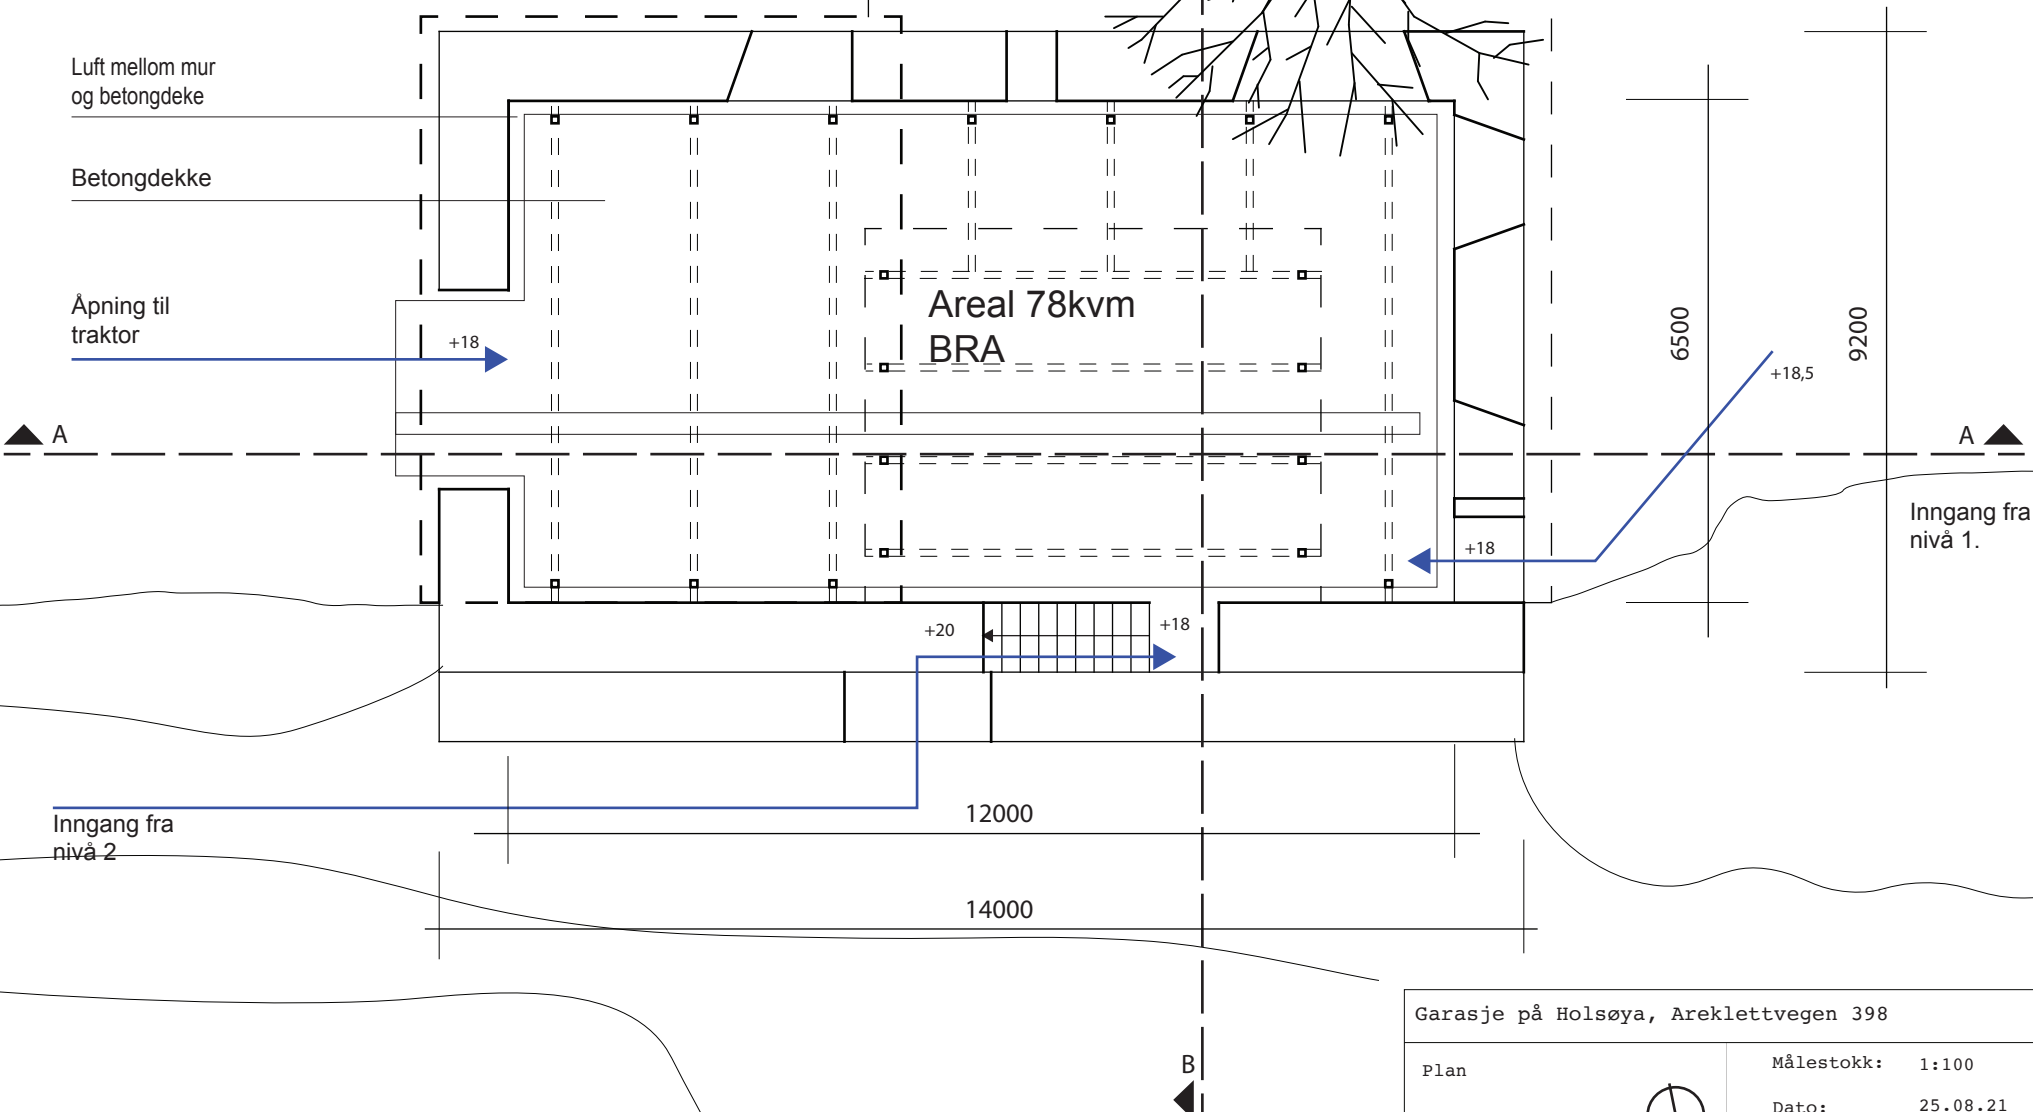 Luft mellom mur
og betongdeke
Betongdekke
Åpning til
traktor
+18
Areal 78kvm
BRA
6500
9200
+18,5
A
A
Inngang fra
nivå 1.
+18
+20
+18
Inngang fra
nivå 2
12000
14000
B
Garasje på Holsøya, Areklettvegen 398
Plan
Målestokk: 1:100
Dato: 25.08.21